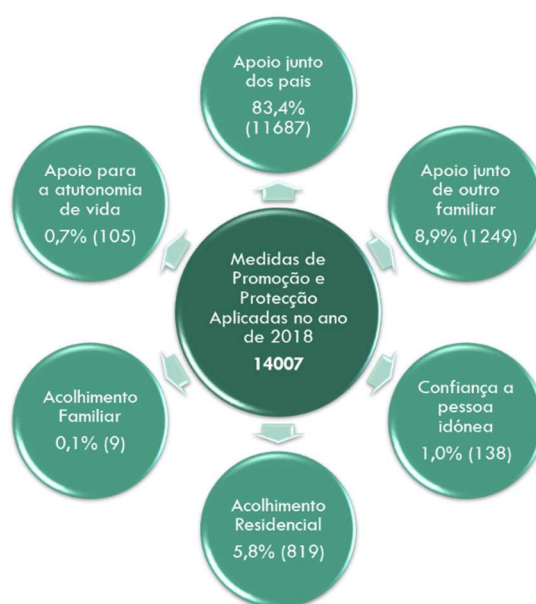 Apoio junto
dos pais
83,4%
(11687)
Apoio junto
de outro
familiar
8,9% (1249)
Confiança a
pessoa
idónea
1,0% (138)
Acolhimento
Residencial
5,8% (819)
Acolhimento
Familiar
0,1% (9)
Apoio para
a atutonomia
de vida
0,7% (105)
Medidas de
Promoção e
Protecção
Aplicadas no ano
de 2018
14007